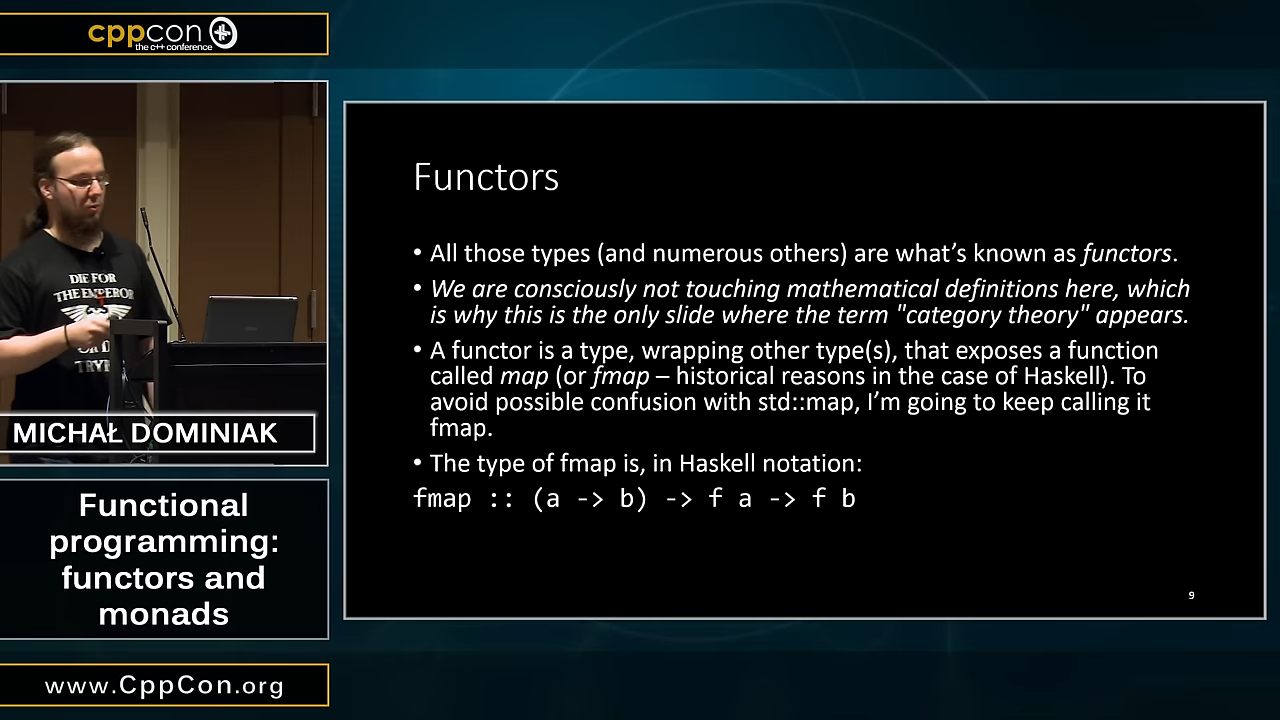 cppcon
the c++ conference
DIE FOR
THE EMPEROR
TRY
MICHAŁ DOMINIAK
Functional
programming:
functors and
monads
www.CppCon.org
Functors
• All those types (and numerous others) are what’s known as functors.
• We are consciously not touching mathematical definitions here, which
is why this is the only slide where the term "category theory" appears.
• A functor is a type, wrapping other type(s), that exposes a function
called map (or fmap – historical reasons in the case of Haskell). To
avoid possible confusion with std::map, I’m going to keep calling it
fmap.
• The type of fmap is, in Haskell notation:
fmap :: (a -> b) -> f a -> f b
9